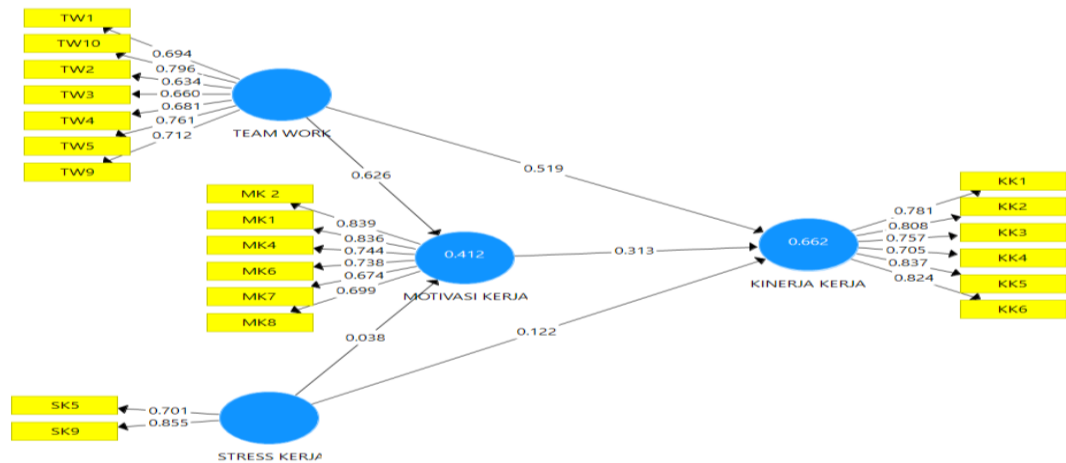 TW1
TW10
TW2
TW3
TW4
TW5
TW9
0.694
0.796
0.634
0.660
0.681
0.761
0.712
TEAM WORK
0.626
0.519
MK 2
MK1
MK4
MK6
MK7
MK8
0.839
0.836
0.744
0.738
0.674
0.699
0.412
MOTIVASI KERJA
0.313
0.038
0.122
SK5
SK9
0.701
0.855
STRESS KERJA
0.662
KINERJA KERJA
0.781
0.808
0.757
0.705
0.837
0.824
KK1
KK2
KK3
KK4
KK5
KK6